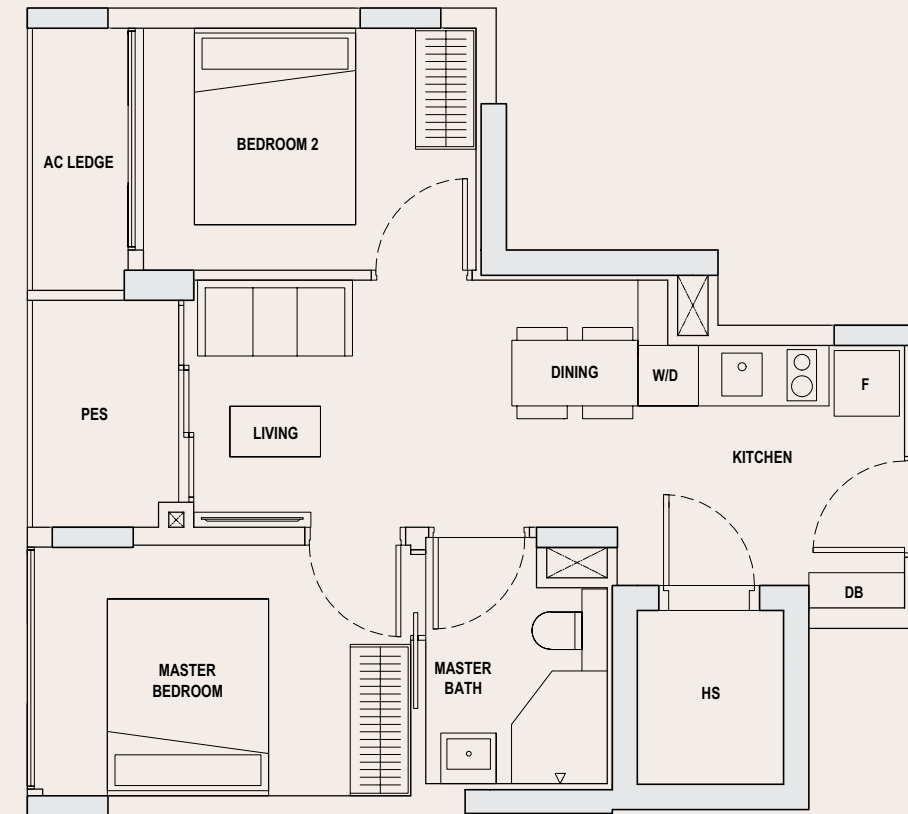 BEDROOM 2
AC LEDGE
DINING
W/D
F
PES
LIVING
KITCHEN
DB
MASTER
BEDROOM
MASTER
BATH
HS